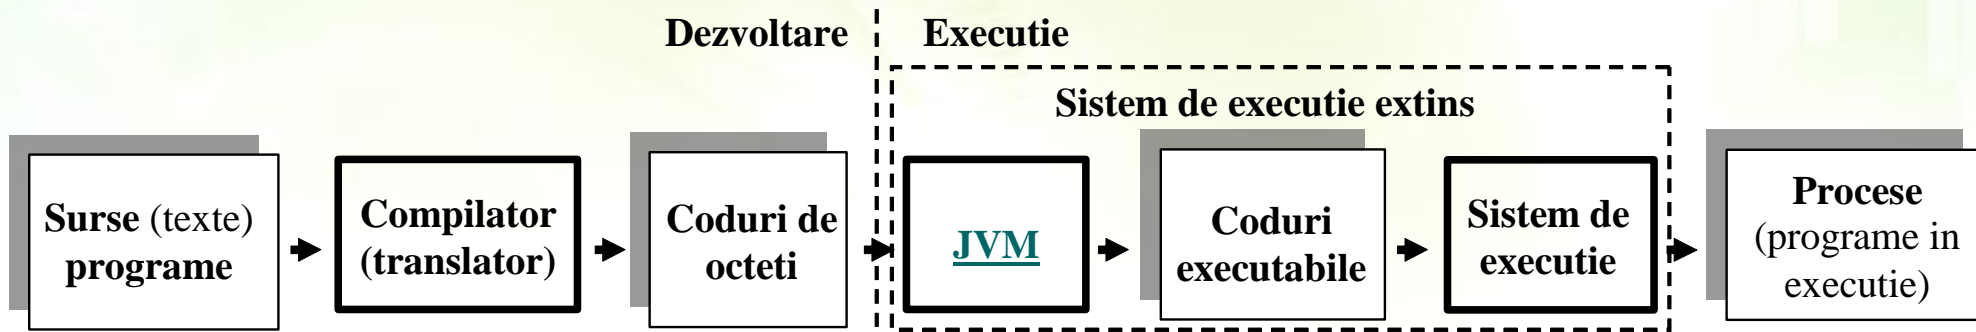 Dezvoltare
Executie
Sistem de executie extins
Surse (texte)
programe
Compilator
(translator)
Coduri de
octeti
JVM
Coduri
executabile
Sistem de
executie
Procese
(programe in
executie)